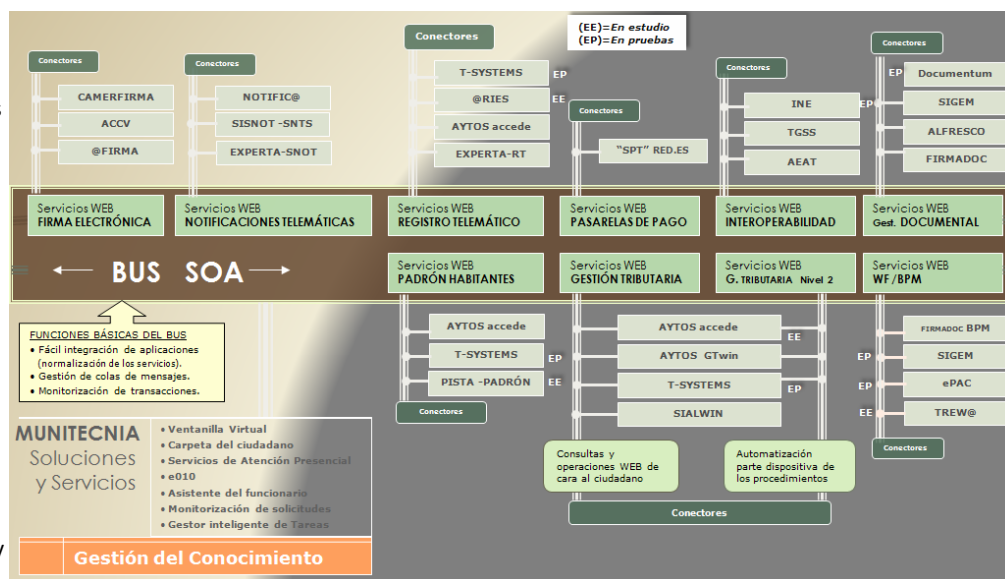 (EE)=En estudio
(EP)=En pruebas
Conectores
CAMERFIRMA
ACCV
@FIRMA
Conectores
NOTIFIC@
SISNOT -SNTS
EXPERTA-SNOT
Conectores
T-SYSTEMS EP
@RIES EE
AYTOS accede
EXPERTA-RT
Conectores
"SPT" RED.ES
Conectores
INE
TGSS
AEAT
Conectores
EP Documentum
EP SIGEM
ALFRESCO
FIRMADOC
Servicios WEB
FIRMA ELECTRÓNICA
Servicios WEB
NOTIFICACIONES TELEMÁTICAS
Servicios WEB
REGISTRO TELEMÁTICO
Servicios WEB
PASARELAS DE PAGO
Servicios WEB
INTEROPERABILIDAD
Servicios WEB
Gest. DOCUMENTAL
BUS SOA
Servicios WEB
PADRÓN HABITANTES
Servicios WEB
GESTIÓN TRIBUTARIA
Servicios WEB
G. TRIBUTARIA Nivel 2
Servicios WEB
WF/BPM
FUNCIONES BÁSICAS DEL BUS
• Fácil integración de aplicaciones
(normalización de los servicios).
• Gestión de colas de mensajes.
• Monitorización de transacciones.
AYTOS accede
T-SYSTEMS EP
PISTA -PADRÓN EE
Conectores
AYTOS accede EE
AYTOS GTwin
T-SYSTEMS EP
SIALWIN
Consultas y
operaciones WEB de
cara al ciudadano
Automatización
parte dispositiva de
los procedimientos
Conectores
FIRMADOC BPM
EP SIGEM
EP ePAC
EE TREW@
Conectores
MUNITECNIA
Soluciones
y Servicios
• Ventanilla Virtual
• Carpeta del ciudadano
• Servicios de Atención Presencial
• e010
• Asistente del funcionario
• Monitorización de solicitudes
• Gestor inteligente de Tareas
Gestión del Conocimiento